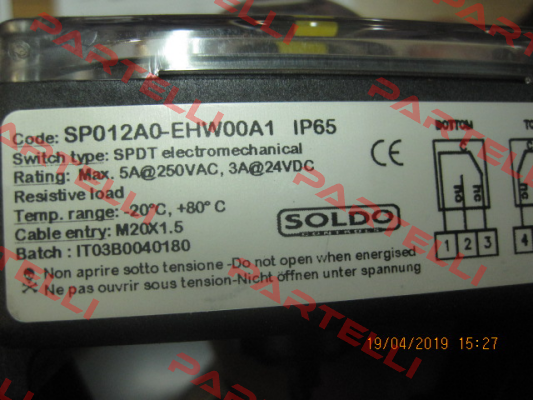 Code: SP012A0-EHW00A1 IP65
Switch type: SPDT electromechanical
Rating: Max. 5A@250VAC, 3A@24VDC
Resistive load
Temp. range: -20°C, +80°C
Cable entry: M20X1.5
Batch : IT03B0040180
Non aprire sotto tensione -Do not open when energised
Ne pas ouvrir sous tension-Nicht öffnen unter spannung
CE
SOLDO
CONTROLS
BOTTOM
C
nc
no
1 2 3
TO
4
19/04/2019 15:27
PARTELLI
PARTELLI
PARTELLI
PARTELLI
PARTELLI